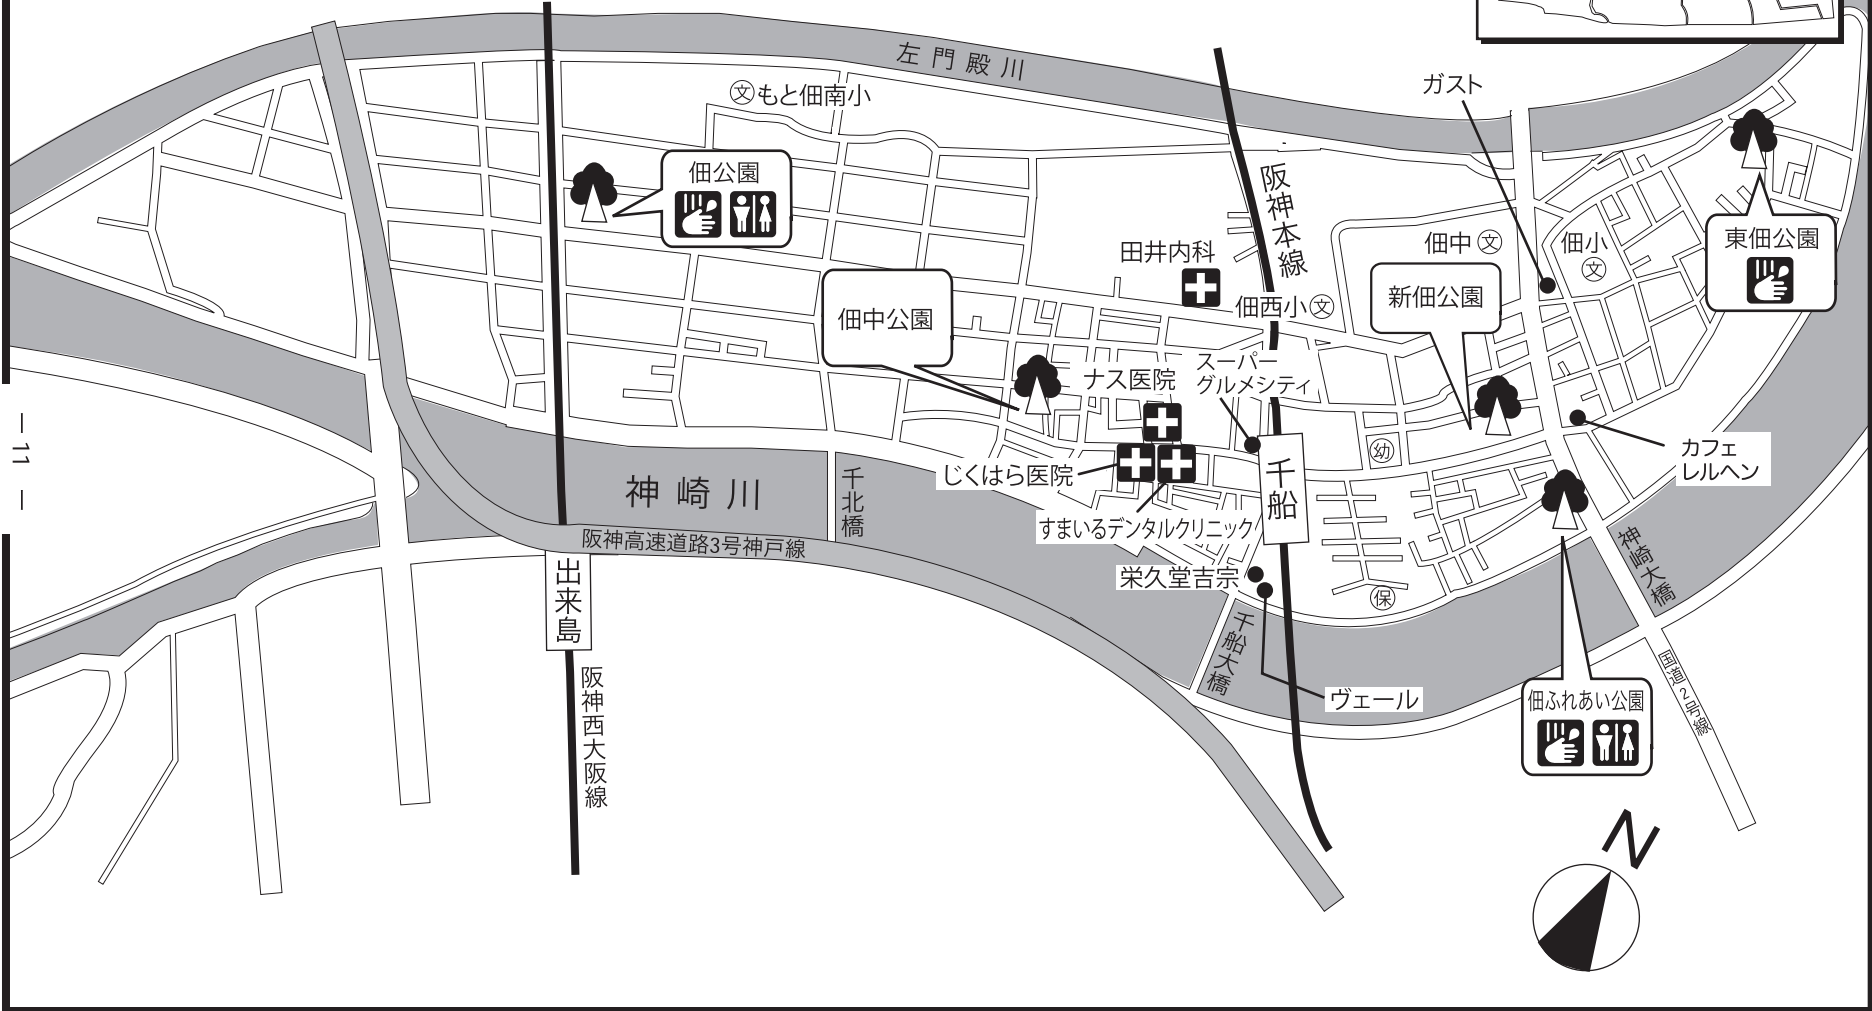 左門殿川
ガスト
文もと佃南小
佃公園
阪神本線
田井内科
佃中文
佃小
文
東佃公園
新佃公園
佃西小文
佃中公園
ナス医院
スーパー
グルメシティ
幼
カフェ
レルヘン
じくはら医院
千船
神崎川
千北橋
すまいるデンタルクリニック
阪神高速道路3号神戸線
神崎大橋
栄久堂吉宗
保
出来島
千船大橋
国道2号線
阪神西大阪線
ヴェール
佃ふれあい公園
N
－11－